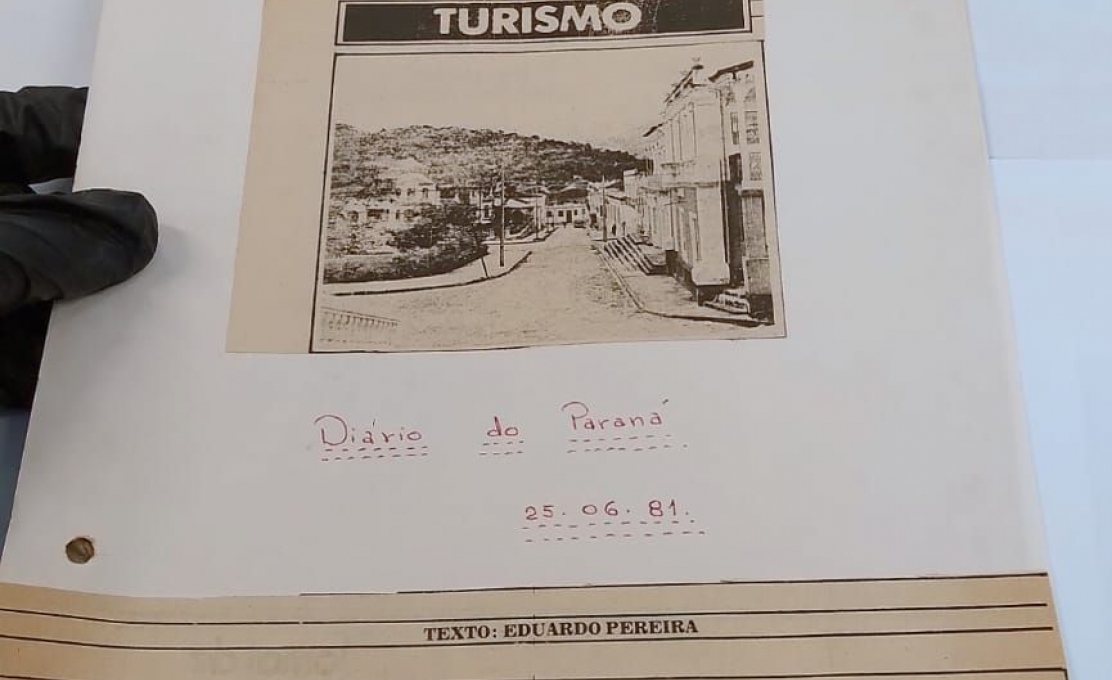 TURISMO
Diário do Paraná
25.06.81.
TEXTO: EDUARDO PEREIRA